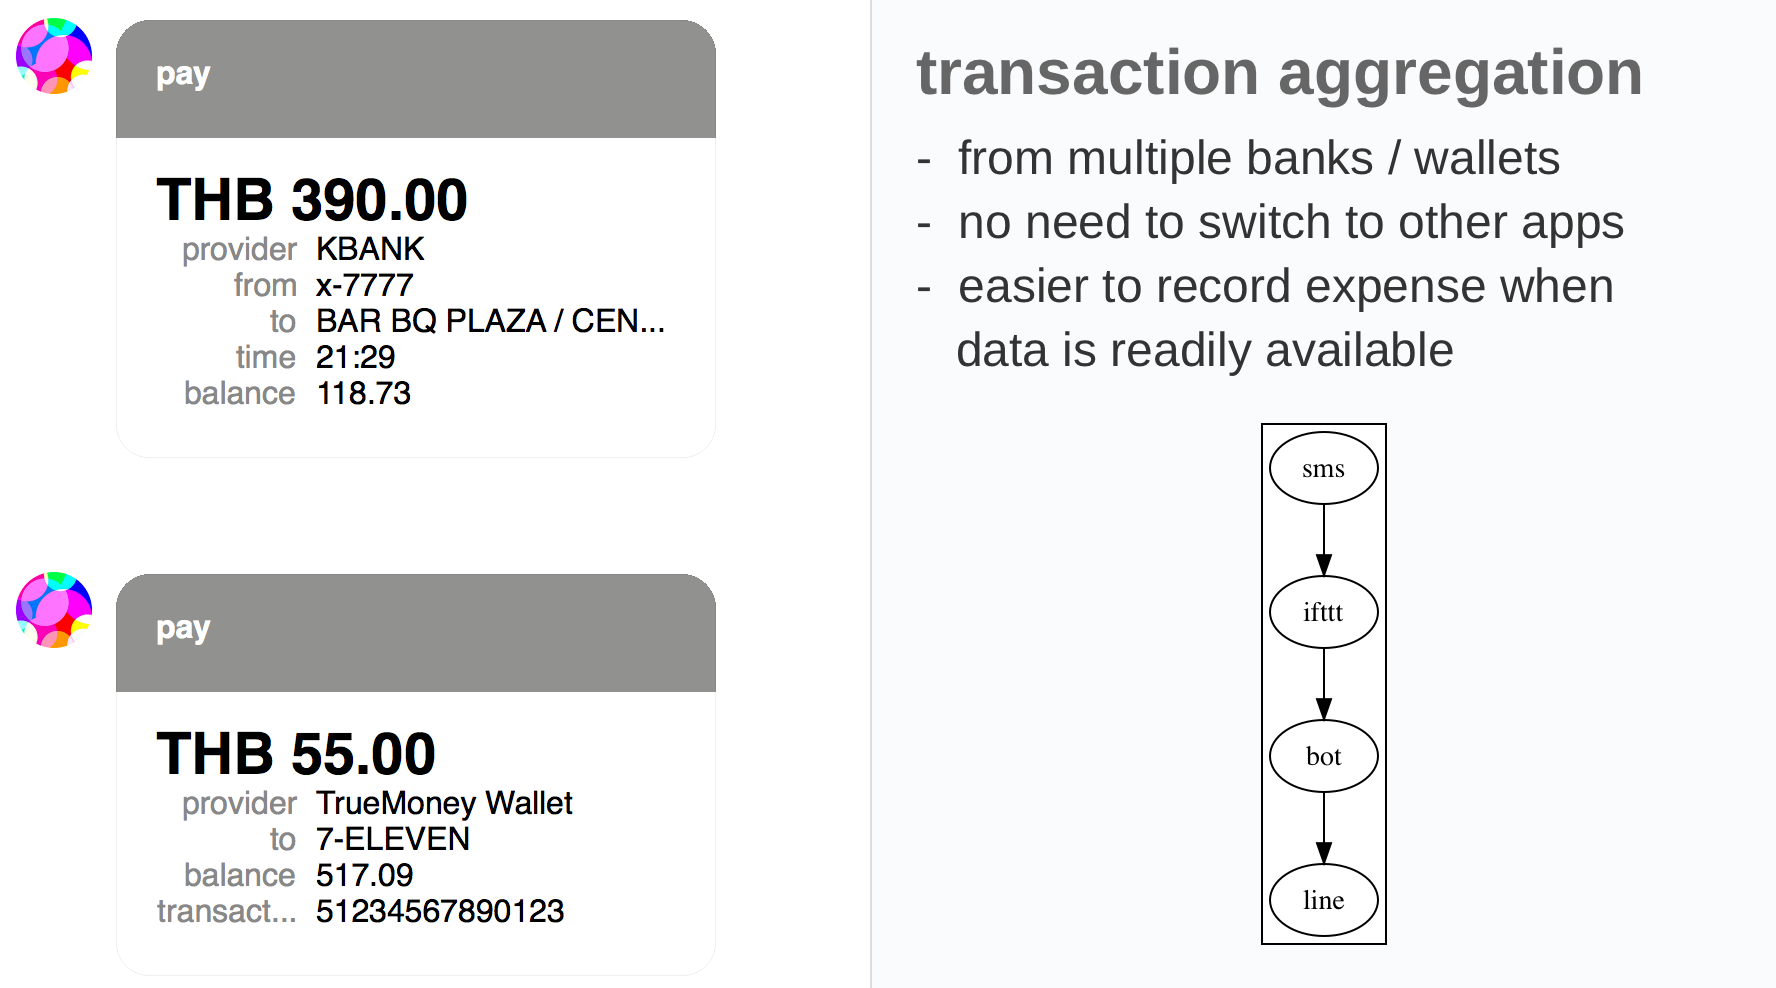 pay
THB 390.00
provider KBANK
from x-7777
to BAR BQ PLAZA / CEN...
time 21:29
balance 118.73
pay
THB 55.00
provider TrueMoney Wallet
to 7-ELEVEN
balance 517.09
transact... 51234567890123
transaction aggregation
- from multiple banks / wallets
- no need to switch to other apps
- easier to record expense when
data is readily available
sms
ifttt
bot
line